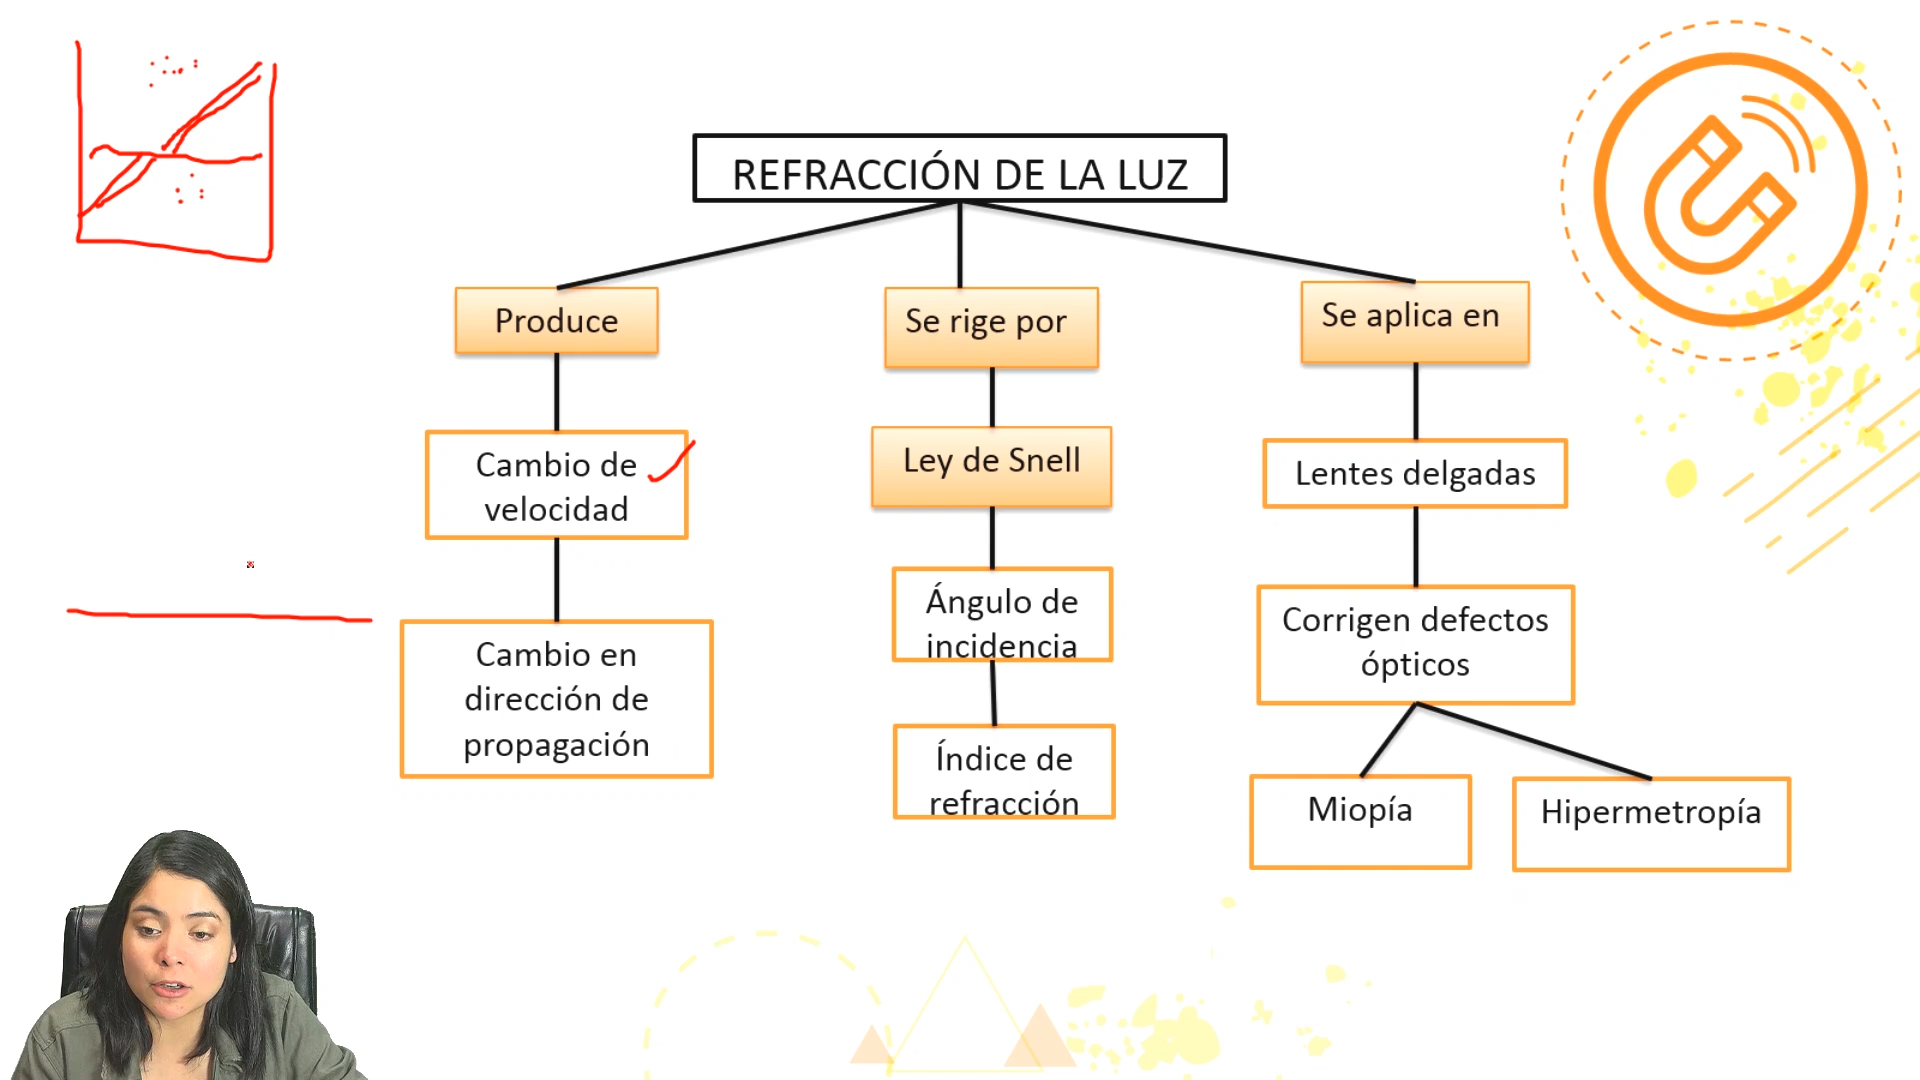 REFRACCIÓN DE LA LUZ
Produce
Cambio de
velocidad
Cambio en
dirección de
propagación
Se rige por
Ley de Snell
Ángulo de
incidencia
Índice de
refracción
Se aplica en
Lentes delgadas
Corrigen defectos
ópticos
Miopía
Hipermetropía